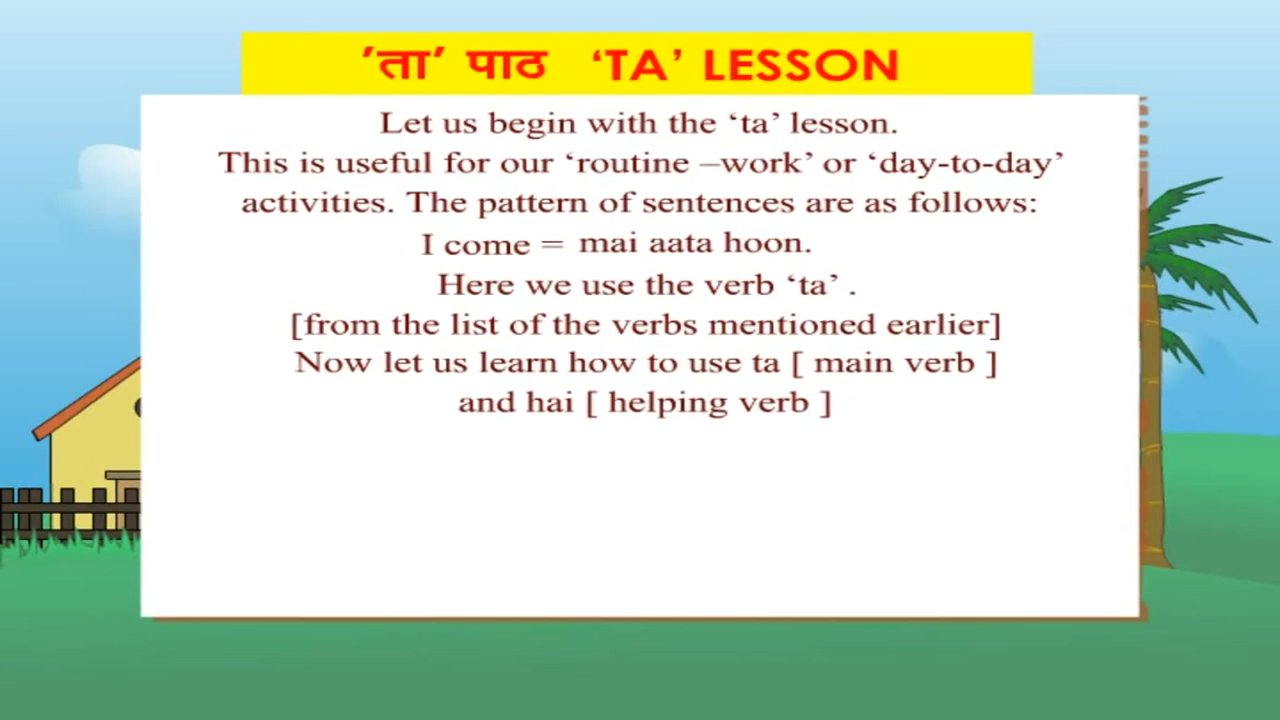 ’ता’ पाठ ‘TA’ LESSON
Let us begin with the ‘ta’ lesson.
This is useful for our ‘routine –work’ or ‘day-to-day’
activities. The pattern of sentences are as follows:
I come = mai aata hoon.
Here we use the verb ‘ta’ .
[from the list of the verbs mentioned earlier]
Now let us learn how to use ta [ main verb ]
and hai [ helping verb ]